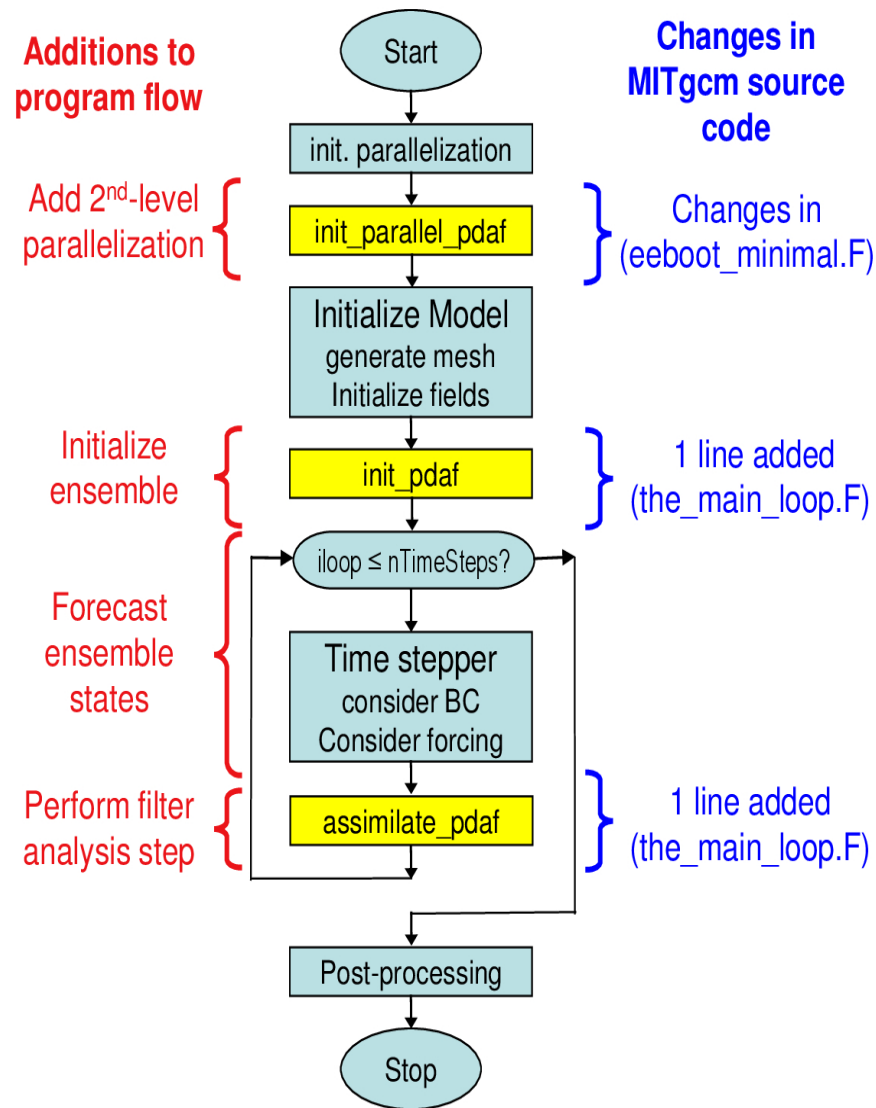 Additions to
program flow
Changes in
MITgcm source
code
Start
init. parallelization
Add 2nd-level
parallelization
init_parallel_pdaf
Changes in
(eeboot_minimal.F)
Initialize Model
generate mesh
Initialize fields
Initialize
ensemble
init_pdaf
1 line added
(the_main_loop.F)
iloop ≤ nTimeSteps?
Forecast
ensemble
states
Time stepper
consider BC
Consider forcing
Perform filter
analysis step
assimilate_pdaf
1 line added
(the_main_loop.F)
Post-processing
Stop